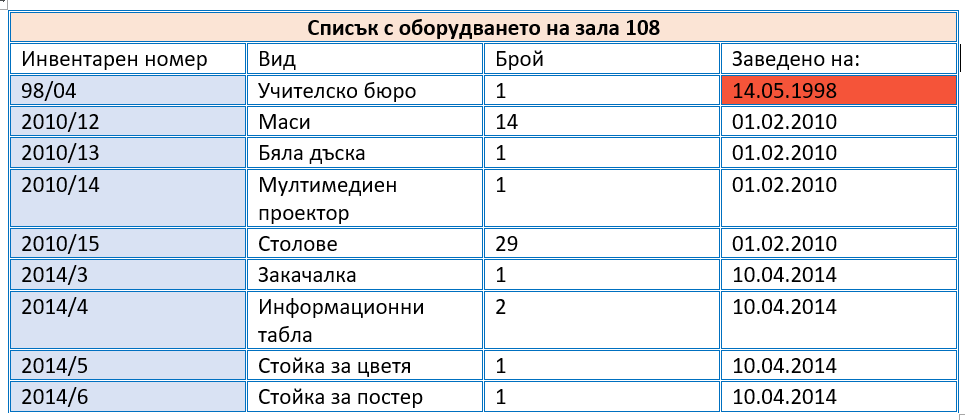 Списък с оборудването на зала 108
Инвентарен номер Вид Брой Заведено на:
98/04 Учителско бюро 1 14.05.1998
2010/12 Маси 14 01.02.2010
2010/13 Бяла дъска 1 01.02.2010
2010/14 Мултимедиен 1 01.02.2010
проектор
2010/15 Столове 29 01.02.2010
2014/3 Закачалка 1 10.04.2014
2014/4 Информационни 2 10.04.2014
табла
2014/5 Стойка за цветя 1 10.04.2014
2014/6 Стойка за постер 1 10.04.2014